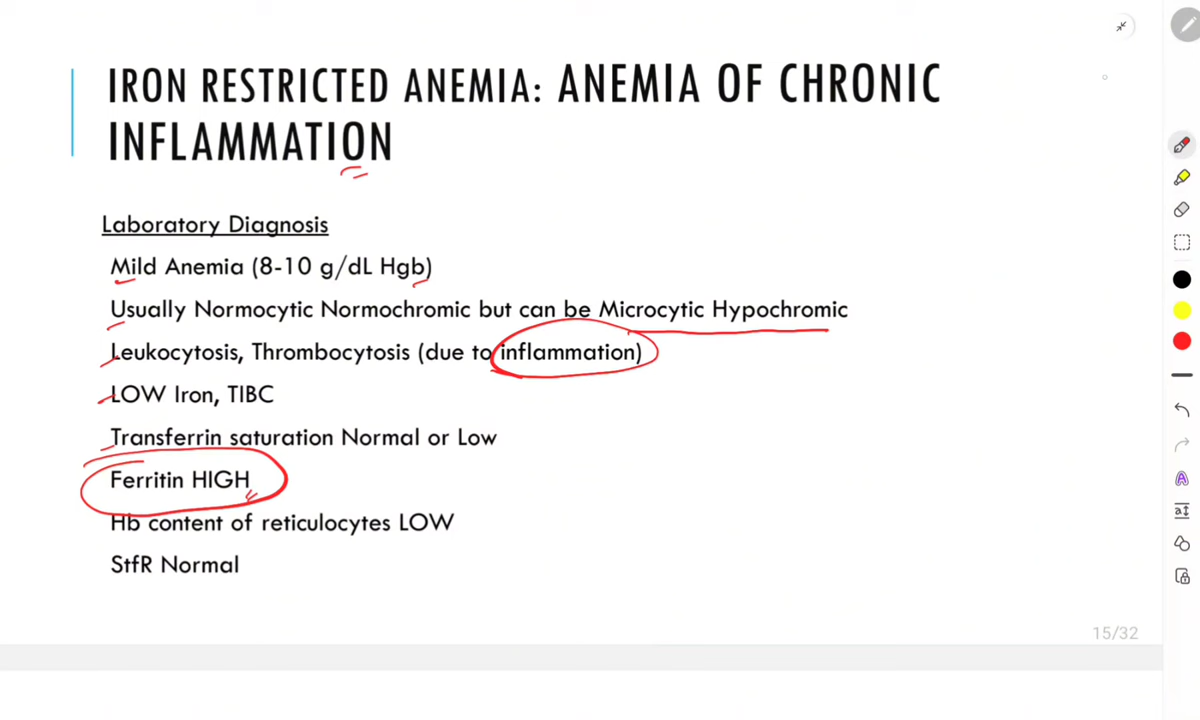 IRON RESTRICTED ANEMIA: ANEMIA OF CHRONIC
INFLAMMATION
Laboratory Diagnosis
Mild Anemia (8-10 g/dL Hgb)
Usually Normocytic Normochromic but can be Microcytic Hypochromic
Leukocytosis, Thrombocytosis (due to inflammation)
LOW Iron, TIBC
Transferrin saturation Normal or Low
Ferritin HIGH
Hb content of reticulocytes LOW
StfR Normal
15/32